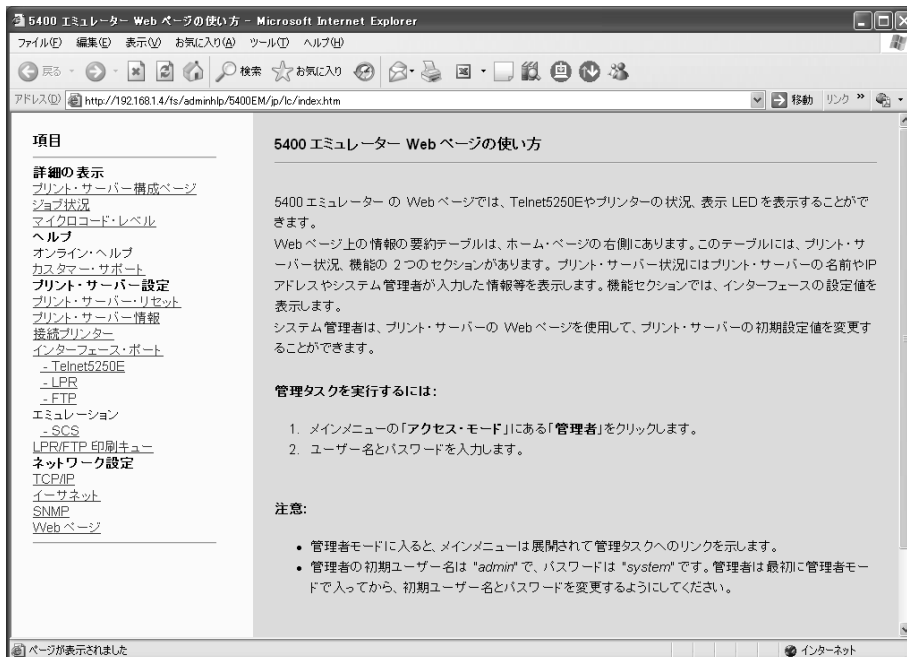 5400 エミュレーター Web ページの使い方 - Microsoft Internet Explorer
ファイル(F) 編集(E) 表示(V) お気に入り(A) ツール(T) ヘルプ(H)
戻る 検索 お気に入り
アドレス(D) http://192.168.1.4/fs/adminhlp/5400EM/jp/lc/index.htm 移動 リンク »
項目
詳細の表示
プリント・サーバー構成ページ
ジョブ状況
マイクロコード・レベル
ヘルプ
オンライン・ヘルプ
カスタマー・サポート
プリント・サーバー設定
プリント・サーバー・リセット
プリント・サーバー情報
接続プリンター
インターフェース・ポート
- Telnet5250E
- LPR
- FTP
エミュレーション
- SCS
LPR/FTP 印刷キュー
ネットワーク設定
TCP/IP
イーサネット
SNMP
Web ページ
5400 エミュレーター Web ページの使い方
5400 エミュレーター の Web ページでは、Telnet5250Eやプリンターの状況、表示 LED を表示することがで
きます。
Web ページ上の情報の要約テーブルは、ホーム・ページの右側にあります。このテーブルには、プリント・サ
ーバー状況、機能の 2 つのセクションがあります。 プリント・サーバー状況にはプリント・サーバーの名前やIP
アドレスやシステム管理者が入力した情報等を表示します。機能セクションでは、インターフェースの設定値を
表示します。
システム管理者は、プリント・サーバーの Web ページを使用して、プリント・サーバーの初期設定値を変更す
ることができます。
管理タスクを実行するには:
1. メインメニューの「アクセス・モード」にある「管理者」をクリックします。
2. ユーザー名とパスワードを入力します。
注意:
• 管理者モードに入ると、メインメニューは展開されて管理タスクへのリンクを示します。
• 管理者の初期ユーザー名は "admin" で、パスワードは "system" です。管理者は最初に管理者モー
ドで入ってから、初期ユーザー名とパスワードを変更するようにしてください。
ページが表示されました インターネット